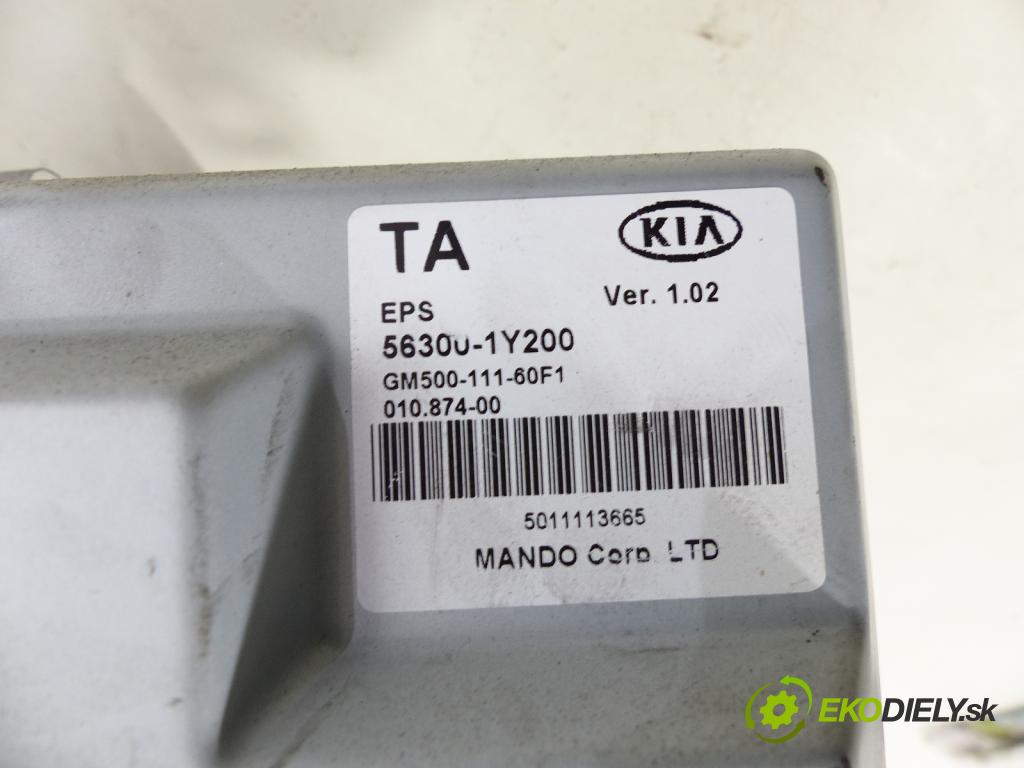 TA
KIA
EPS
Ver. 1.02
56300-1Y200
GM500-111-60F1
010.874-00
5011113665
MANDO Corp. LTD
EKODIELY.sk